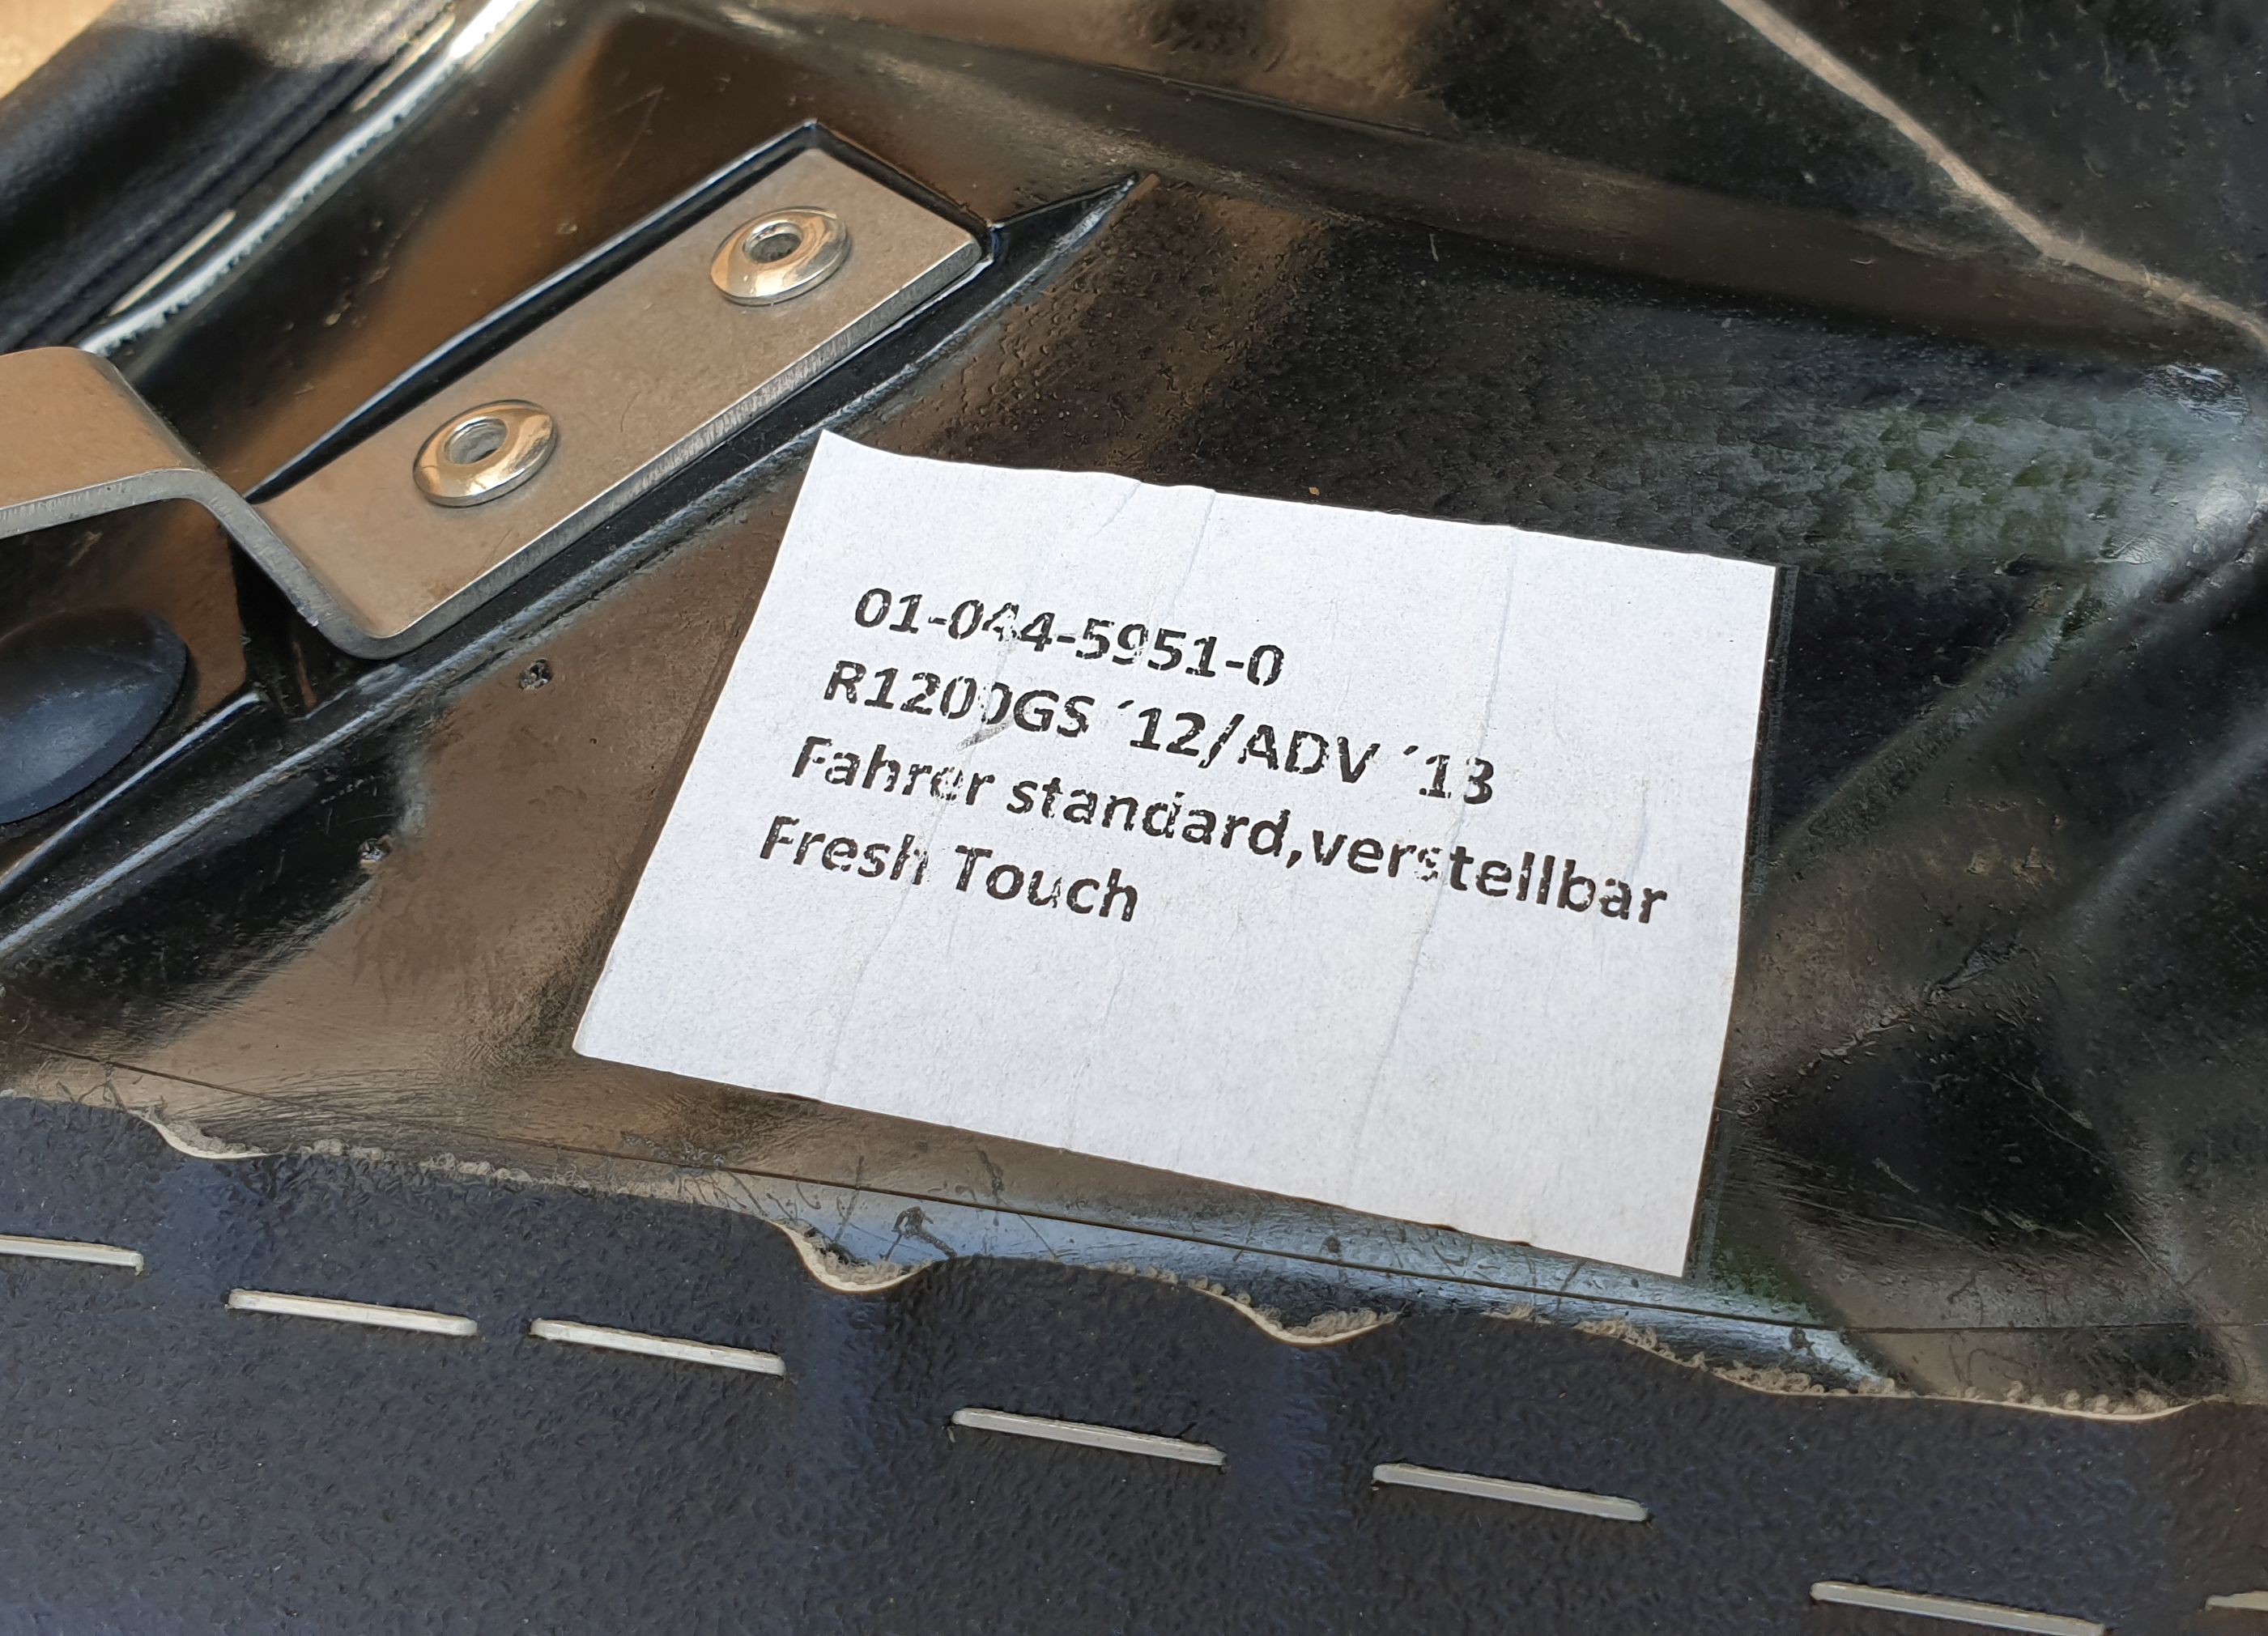 01-044-5951-0
R1200GS ´12/ADV ´13
Fahrer standard,verstellbar
Fresh Touch